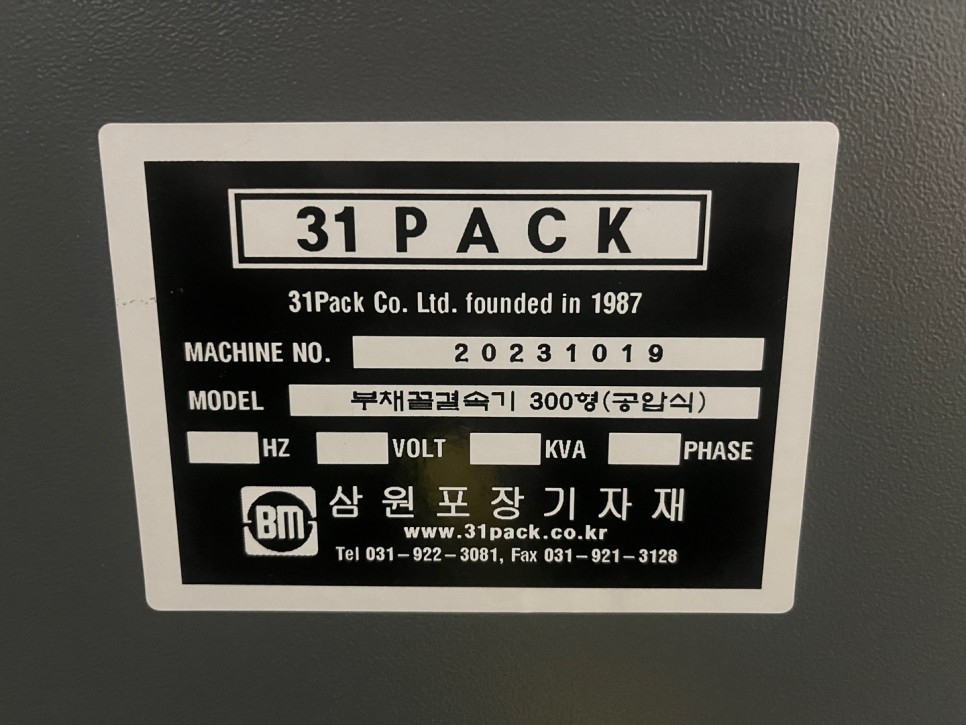 31 PACK
31Pack Co. Ltd. founded in 1987
MACHINE NO. 20231019
MODEL 부채꼴결속기 300형(공압식)
HZ VOLT KVA PHASE
BM 삼원포장기자재
www.31pack.co.kr
Tel 031-922-3081, Fax 031-921-3128